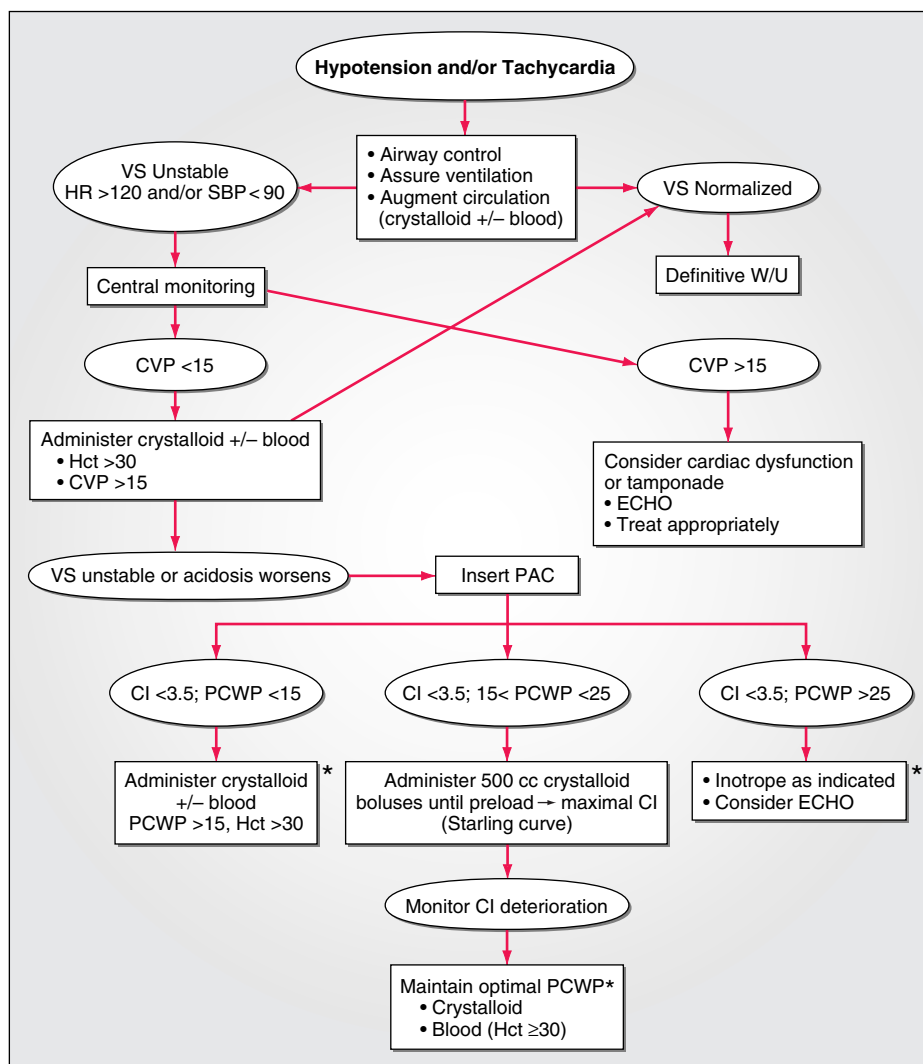 Hypotension and/or Tachycardia
• Airway control
• Assure ventilation
• Augment circulation
(crystalloid +/– blood)
VS Unstable
HR >120 and/or SBP< 90
VS Normalized
Definitive W/U
Central monitoring
CVP <15
CVP >15
Administer crystalloid +/– blood
• Hct >30
• CVP >15
Consider cardiac dysfunction
or tamponade
• ECHO
• Treat appropriately
VS unstable or acidosis worsens
Insert PAC
CI <3.5; PCWP <15
CI <3.5; 15< PCWP <25
CI <3.5; PCWP >25
Administer crystalloid *
+/– blood
PCWP >15, Hct >30
Administer 500 cc crystalloid
boluses until preload → maximal CI
(Starling curve)
• Inotrope as indicated *
• Consider ECHO
Monitor CI deterioration
Maintain optimal PCWP*
• Crystalloid
• Blood (Hct ≥30)